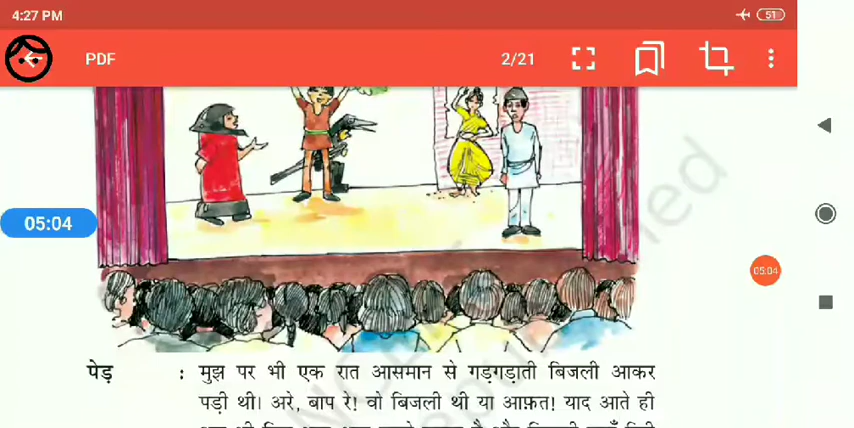 4:27 PM
51
PDF
2/21
05:04
05:04
पेड़ : मुझ पर भी एक रात आसमान से गड़गड़ाती बिजली आकर
पड़ी थी। अरे, बाप रे! वो बिजली थी या आफ़त! याद आते ही